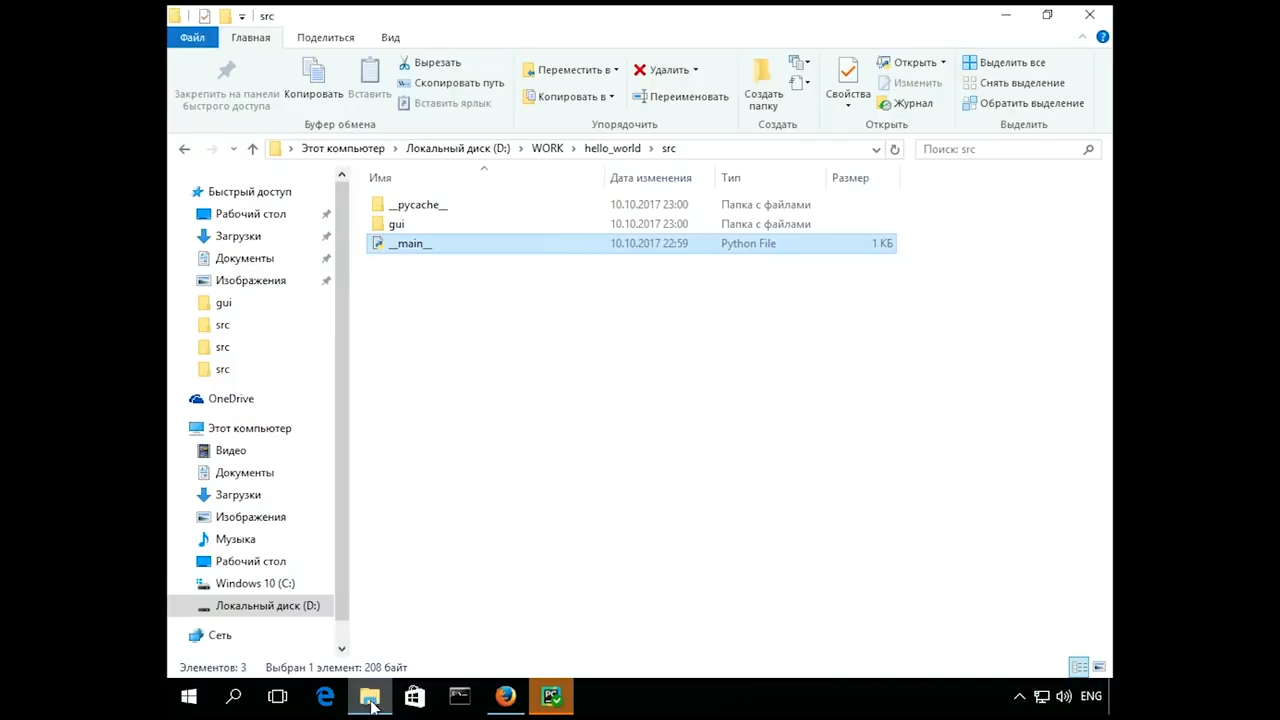 src
Файл Главная Поделиться Вид
Закрепить на панели быстрого доступа
Копировать
Вставить
Вырезать
Скопировать путь
Вставить ярлык
Буфер обмена
Переместить в
Копировать в
Удалить
Переименовать
Упорядочить
Создать папку
Создать
Свойства
Открыть
Изменить
Журнал
Открыть
Выделить все
Снять выделение
Обратить выделение
Выделить
Этот компьютер > Локальный диск (D:) > WORK > hello_world > src
Поиск: src
Имя Дата изменения Тип Размер
__pycache__ 10.10.2017 23:00 Папка с файлами
gui 10.10.2017 23:00 Папка с файлами
__main__ 10.10.2017 22:59 Python File 1 КБ
Быстрый доступ
Рабочий стол
Загрузки
Документы
Изображения
gui
src
src
src
OneDrive
Этот компьютер
Видео
Документы
Загрузки
Изображения
Музыка
Рабочий стол
Windows 10 (C:)
Локальный диск (D:)
Сеть
Элементов: 3 Выбран 1 элемент: 208 байт
PC
ENG